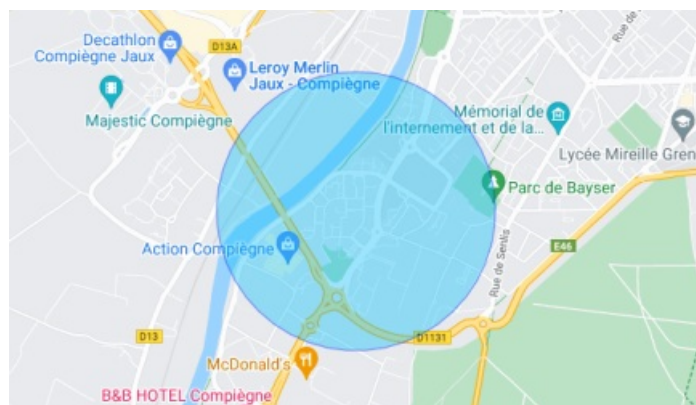 Decathlon
Compiègne Jaux
D13A
Leroy Merlin
Jaux - Compiègne
Majestic Compiègne
Mémorial de
l'internement et de la...
Lycée Mireille Gren
Parc de Bayser
Action Compiègne
E46
Rue de Senlis
D13
D1131
McDonald's
B&B HOTEL Compiègne